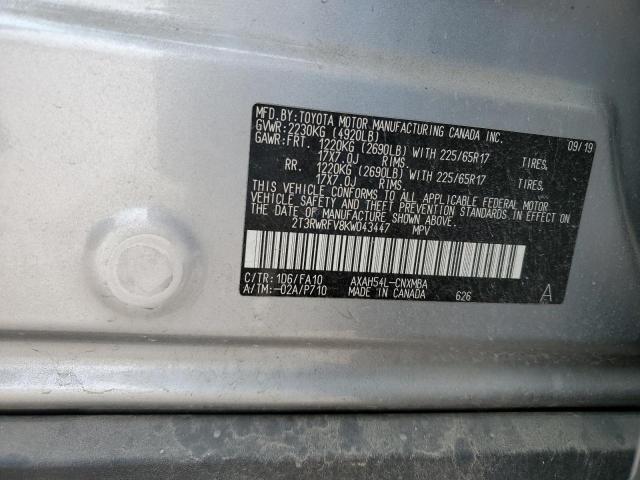 MFD.BY:TOYOTA MOTOR MANUFACTURING CANADA INC.
GVWR:2230KG (4920LB) 09/19
GAWR:FRT. 1220KG (2690LB) WITH 225/65R17 TIRES,
17X7.0J RIMS.
RR. 1220KG (2690LB) WITH 225/65R17 TIRES,
17X7.0J RIMS.
THIS VEHICLE CONFORMS TO ALL APPLICABLE FEDERAL MOTOR
VEHICLE SAFETY AND THEFT PREVENTION STANDARDS IN EFFECT ON
THE DATE OF MANUFACTURE SHOWN ABOVE.
2T3RWRFV8KW043447 MPV
C/TR:1D6/FA10 AXAH54L-CNXMBA
A/TM:-02A/P710 MADE IN CANADA 626 A